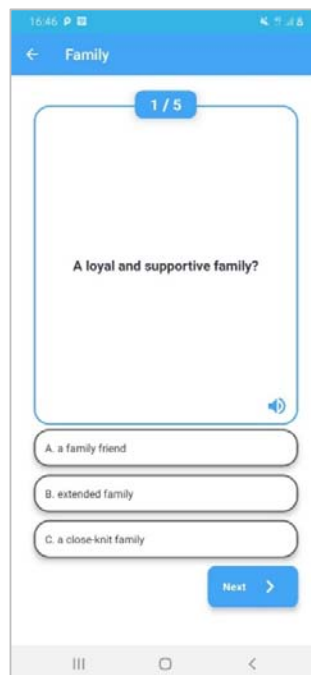 16:46
Family
1 / 5
A loyal and supportive family?
A. a family friend
B. extended family
C. a close-knit family
Next